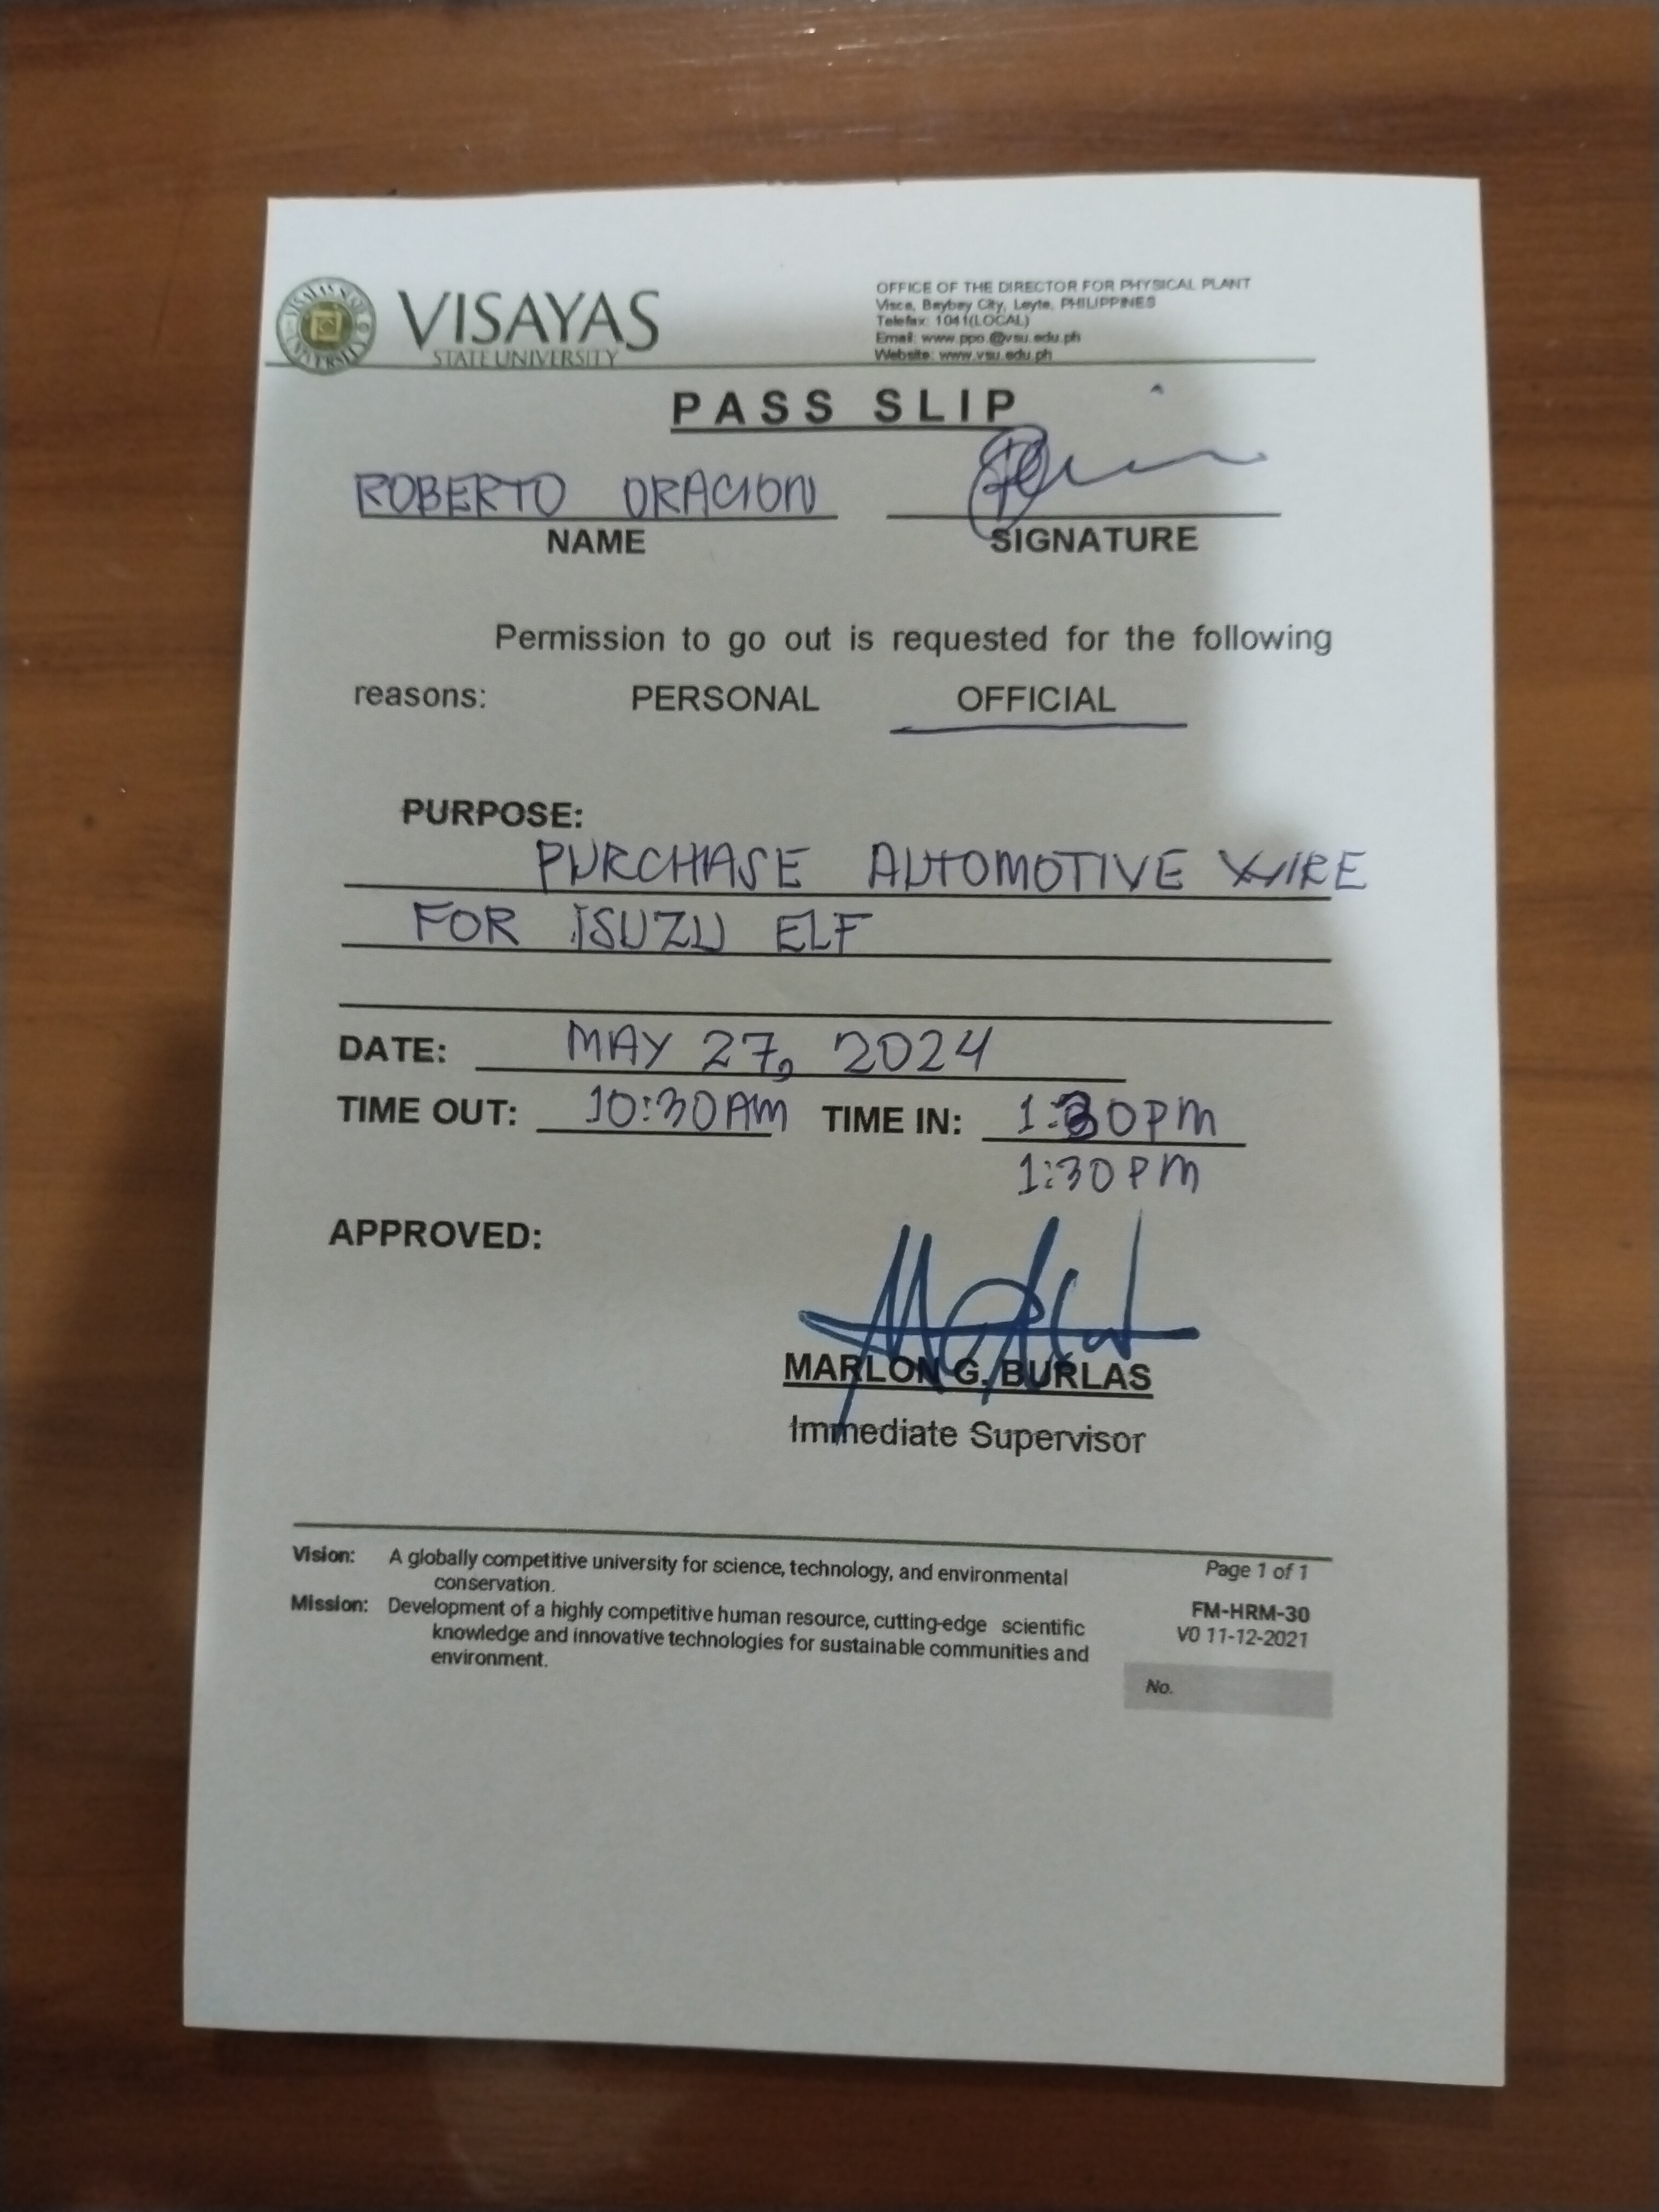 VISAYAS
STATE UNIVERSITY
OFFICE OF THE DIRECTOR FOR PHYSICAL PLANT
Visca, Baybay City, Leyte, PHILIPPINES
Telefax: 1041(LOCAL)
Email: www.ppo.@vsu.edu.ph
Website: www.vsu.edu.ph
PASS SLIP
ROBERTO ORACION
NAME SIGNATURE
Permission to go out is requested for the following
reasons: PERSONAL OFFICIAL
PURPOSE:
PURCHASE AUTOMOTIVE WIRE
FOR ISUZU ELF
DATE: MAY 27, 2024
TIME OUT: 10:30AM TIME IN: 1:30PM
1:30PM
APPROVED:
MARLON G. BURLAS
Immediate Supervisor
Vision: A globally competitive university for science, technology, and environmental
conservation.
Mission: Development of a highly competitive human resource, cutting-edge scientific
knowledge and innovative technologies for sustainable communities and
environment.
Page 1 of 1
FM-HRM-30
V0 11-12-2021
No.